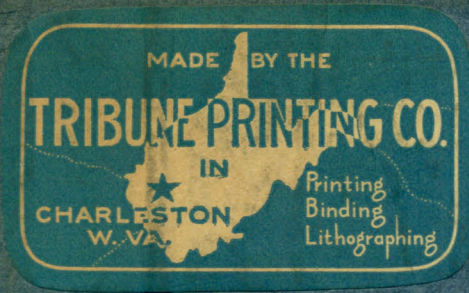 MADE BY THE
TRIBUNE PRINTING CO.
IN
CHARLESTON
W. VA.
Printing
Binding
Lithographing